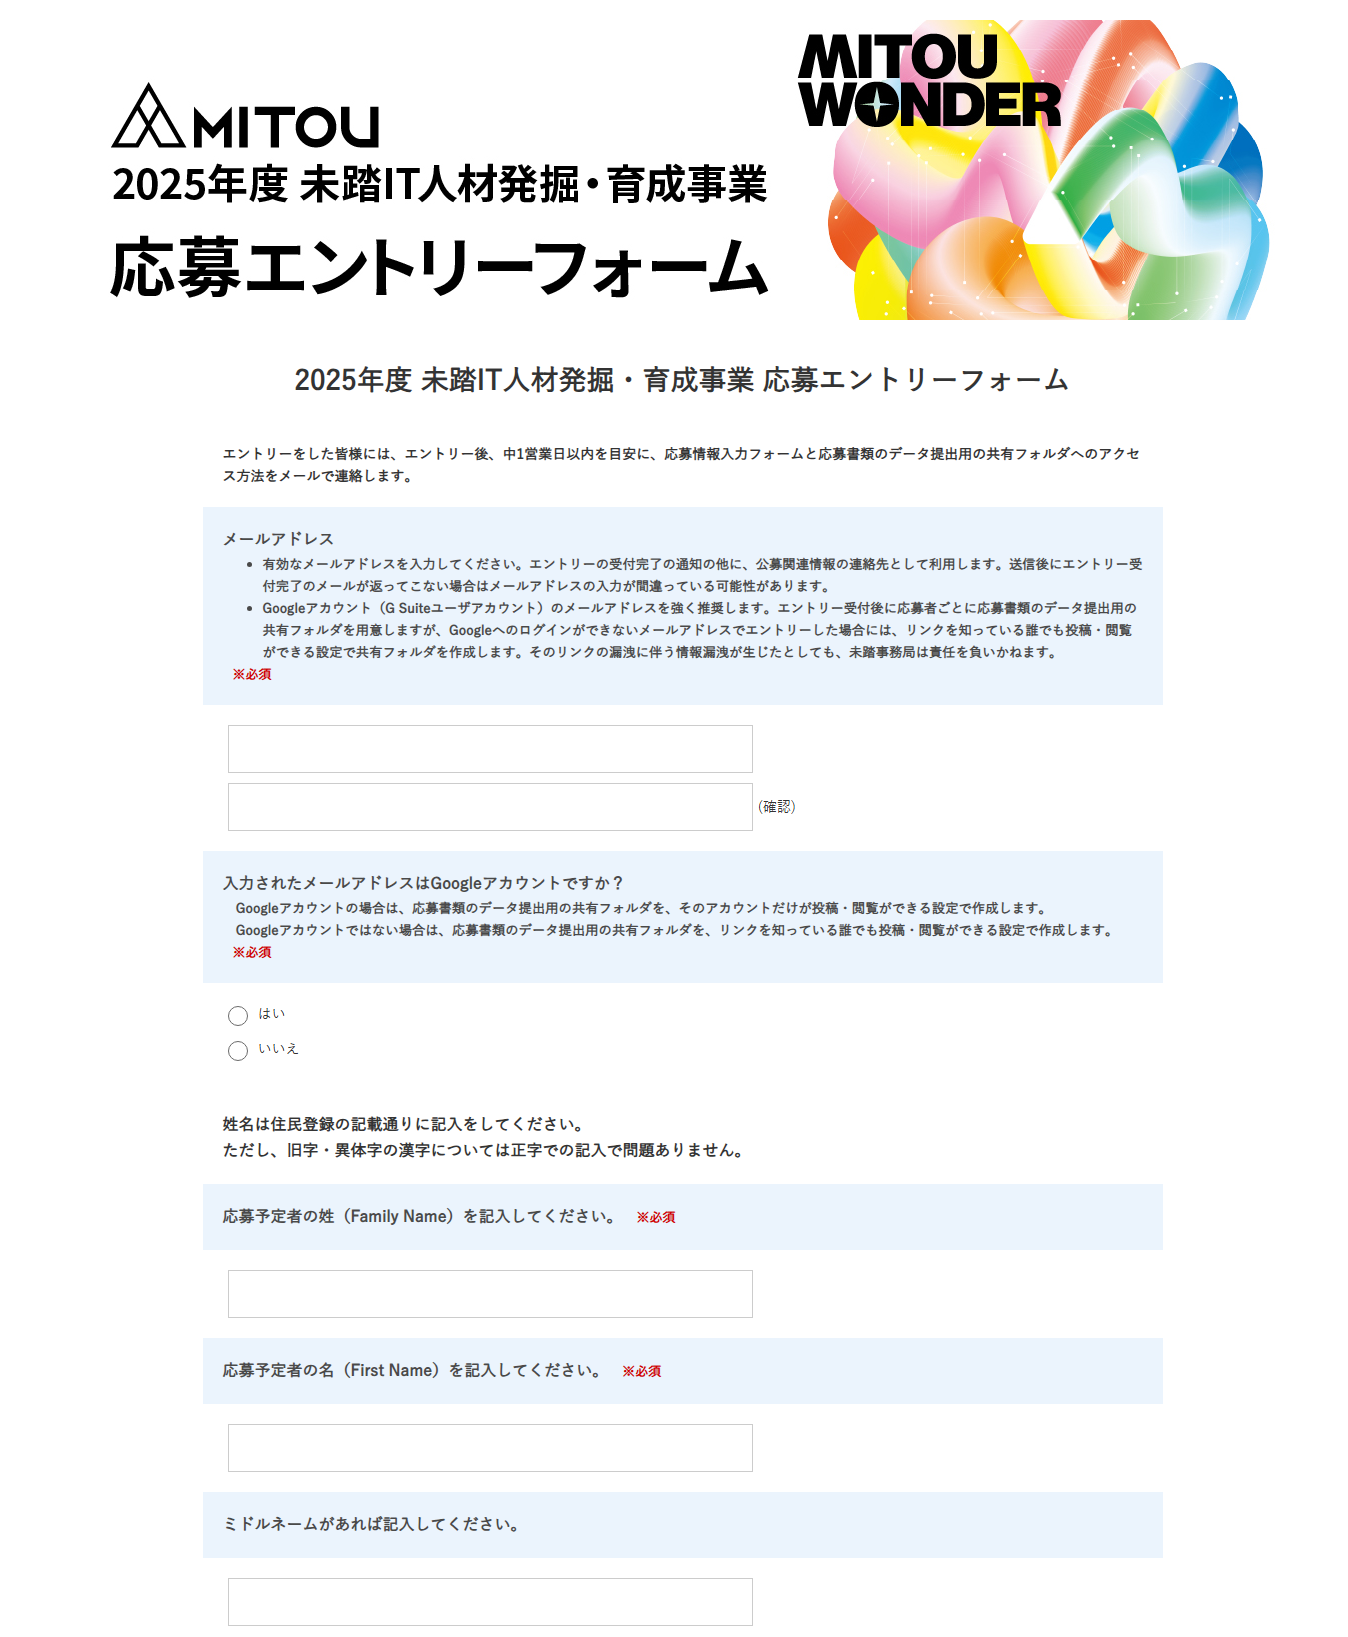 MITOU
WONDER
MITOU
2025年度 未踏IT人材発掘・育成事業
応募エントリーフォーム
2025年度 未踏IT人材発掘・育成事業 応募エントリーフォーム
エントリーをした皆様には、エントリー後、中1営業日以内を目安に、応募情報入力フォームと応募書類のデータ提出用の共有フォルダへのアクセ
ス方法をメールで連絡します。
メールアドレス
• 有効なメールアドレスを入力してください。エントリーの受付完了の通知の他に、公募関連情報の連絡先として利用します。送信後にエントリー受
付完了のメールが返ってこない場合はメールアドレスの入力が間違っている可能性があります。
• Googleアカウント（G Suiteユーザアカウント）のメールアドレスを強く推奨します。エントリー受付後に応募者ごとに応募書類のデータ提出用の
共有フォルダを用意しますが、Googleへのログインができないメールアドレスでエントリーした場合には、リンクを知っている誰でも投稿・閲覧
ができる設定で共有フォルダを作成します。そのリンクの漏洩に伴う情報漏洩が生じたとしても、未踏事務局は責任を負いかねます。
※必須
(確認)
入力されたメールアドレスはGoogleアカウントですか？
Googleアカウントの場合は、応募書類のデータ提出用の共有フォルダを、そのアカウントだけが投稿・閲覧ができる設定で作成します。
Googleアカウントではない場合は、応募書類のデータ提出用の共有フォルダを、リンクを知っている誰でも投稿・閲覧ができる設定で作成します。
※必須
はい
いいえ
姓名は住民登録の記載通りに記入をしてください。
ただし、旧字・異体字の漢字については正字での記入で問題ありません。
応募予定者の姓（Family Name）を記入してください。 ※必須
応募予定者の名（First Name）を記入してください。 ※必須
ミドルネームがあれば記入してください。